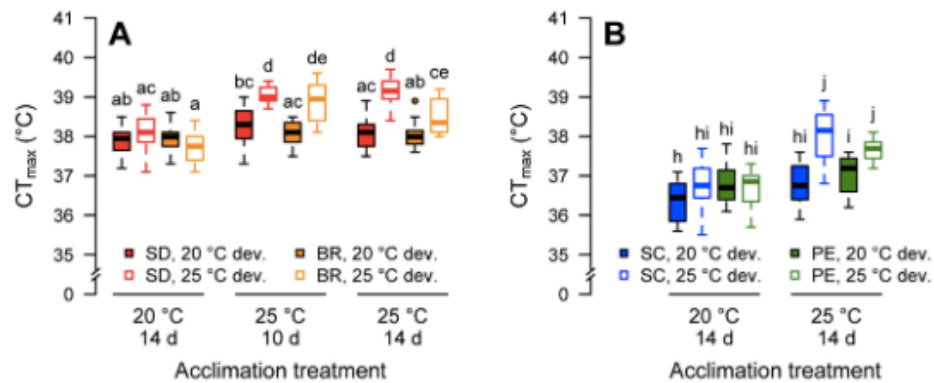 A
41
40
39
38
37
36
35
0
CTmax (°C)
ab ac ab a
bc d ac de
ac d ab ce
SD, 20 °C dev.
SD, 25 °C dev.
BR, 20 °C dev.
BR, 25 °C dev.
20 °C
14 d
25 °C
10 d
25 °C
14 d
Acclimation treatment
B
41
40
39
38
37
36
35
0
CTmax (°C)
h hi hi hi
hi j i j
SC, 20 °C dev.
SC, 25 °C dev.
PE, 20 °C dev.
PE, 25 °C dev.
20 °C
14 d
25 °C
14 d
Acclimation treatment